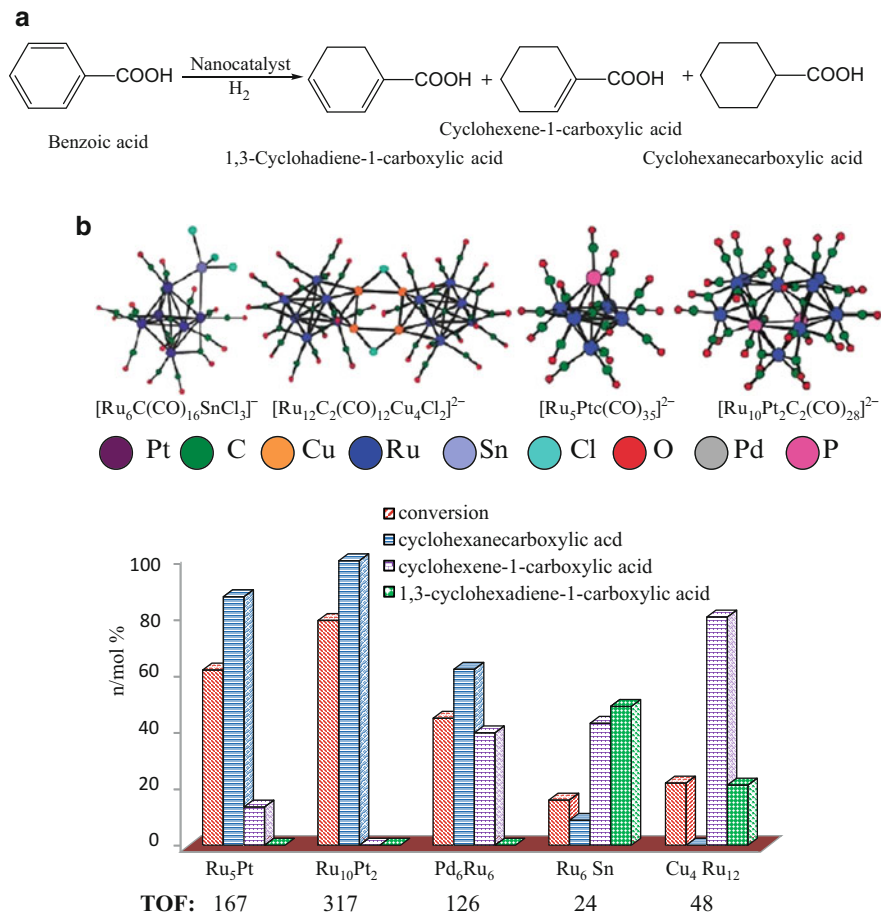 a
COOH
Nanocatalyst
H₂
COOH
+
COOH
+
COOH
Benzoic acid
1,3-Cyclohadiene-1-carboxylic acid
Cyclohexene-1-carboxylic acid
Cyclohexanecarboxylic acid
b
[Ru₆C(CO)₁₆SnCl₃]⁻ [Ru₁₂C₂(CO)₁₂Cu₄Cl₂]²⁻ [Ru₅Ptc(CO)₃₅]²⁻ [Ru₁₀Pt₂C₂(CO)₂₈]²⁻
Pt C Cu Ru Sn Cl O Pd P
conversion
cyclohexanecarboxylic acd
cyclohexene-1-carboxylic acid
1,3-cyclohexadiene-1-carboxylic acid
n/mol %
100
80
60
40
20
0
Ru₅Pt Ru₁₀Pt₂ Pd₆Ru₆ Ru₆ Sn Cu₄ Ru₁₂
TOF: 167 317 126 24 48